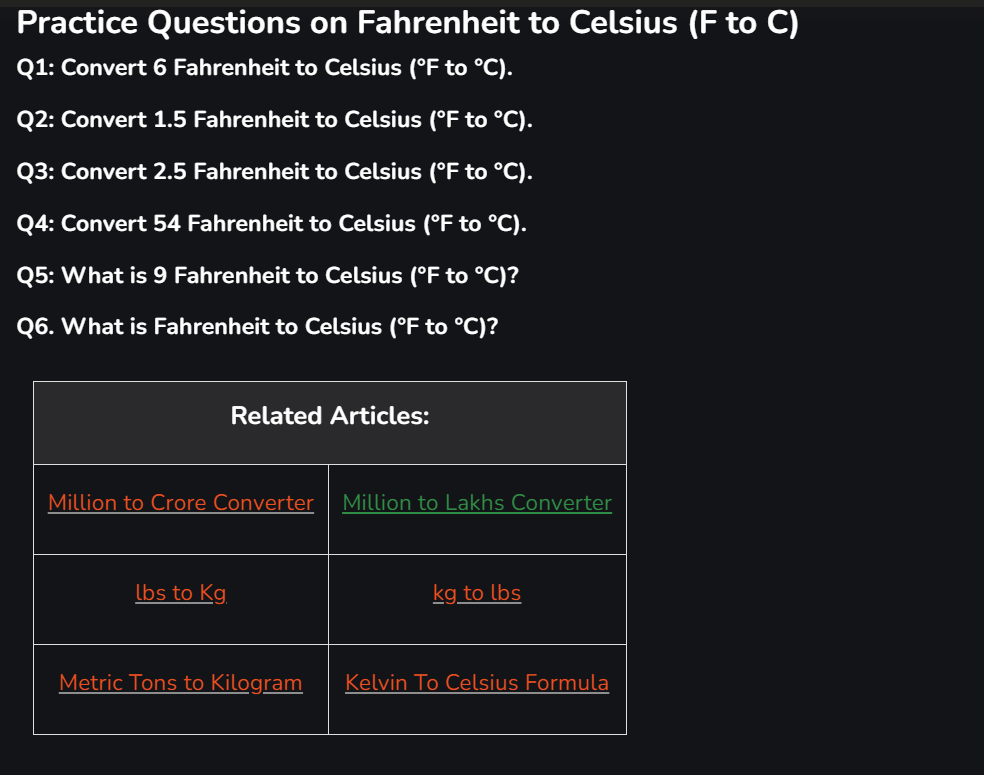 Practice Questions on Fahrenheit to Celsius (F to C)
Q1: Convert 6 Fahrenheit to Celsius (°F to °C).
Q2: Convert 1.5 Fahrenheit to Celsius (°F to °C).
Q3: Convert 2.5 Fahrenheit to Celsius (°F to °C).
Q4: Convert 54 Fahrenheit to Celsius (°F to °C).
Q5: What is 9 Fahrenheit to Celsius (°F to °C)?
Q6. What is Fahrenheit to Celsius (°F to °C)?
Related Articles:
Million to Crore Converter
Million to Lakhs Converter
lbs to Kg
kg to lbs
Metric Tons to Kilogram
Kelvin To Celsius Formula